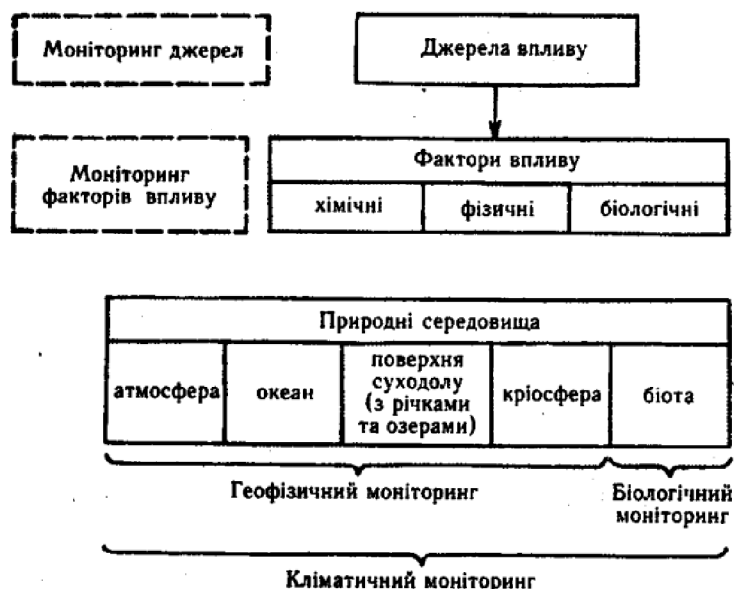 Моніторинг джерел
Джерела впливу
Моніторинг
факторів впливу
Фактори впливу
хімічні
фізичні
біологічні
Природні середовища
атмосфера
океан
поверхня
суходолу
(з річками
та озерами)
кріосфера
біота
Геофізичний моніторинг
Біологічний
моніторинг
Кліматичний моніторинг